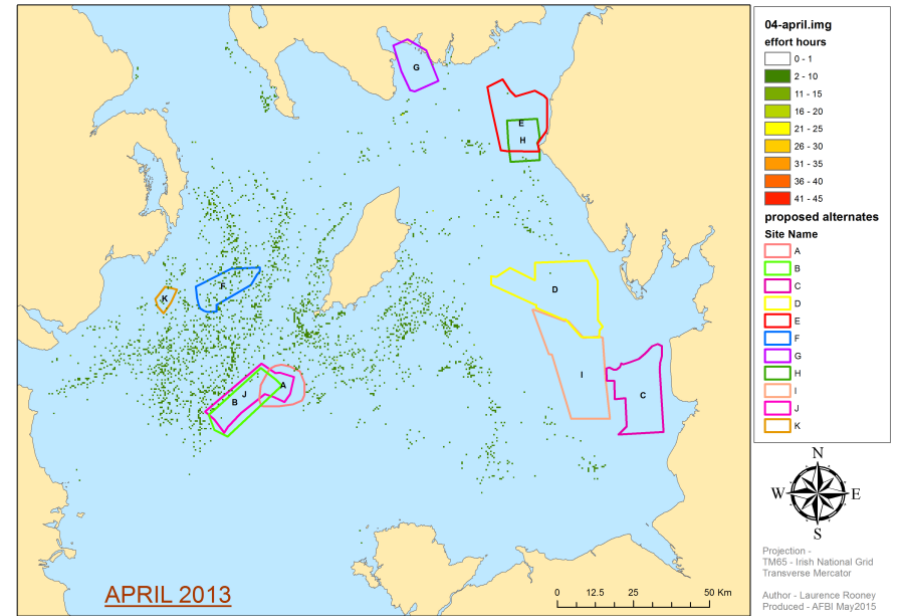 G
E
H
F
K
D
A
J
B
I
C
APRIL 2013
0 12.5 25 50 Km
04-april.img
effort hours
0 - 1
2 - 10
11 - 15
16 - 20
21 - 25
26 - 30
31 - 35
36 - 40
41 - 45
proposed alternates
Site Name
A
B
C
D
E
F
G
H
I
J
K
N
W E
S
Projection -
TM65 - Irish National Grid
Transverse Mercator
Author - Laurence Rooney
Produced - AFBI May2015